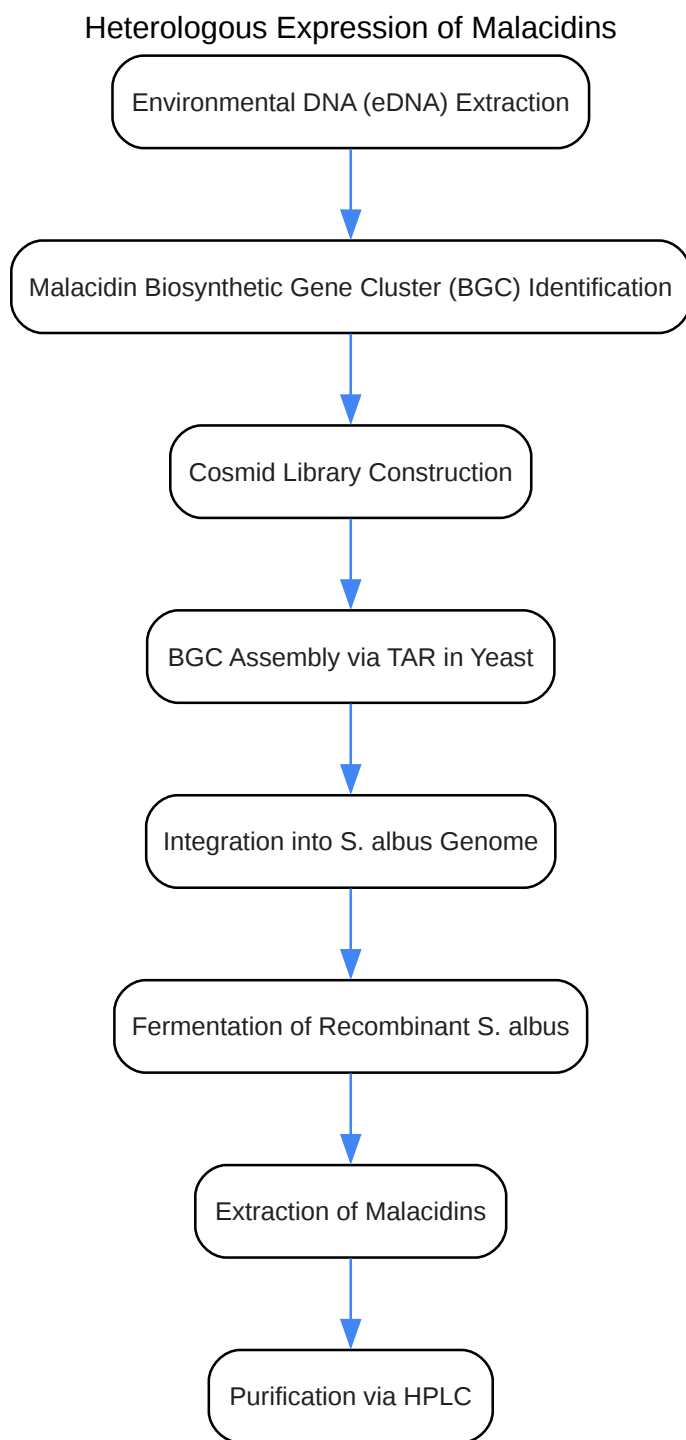 Heterologous Expression of Malacidins
Environmental DNA (eDNA) Extraction
Malacidin Biosynthetic Gene Cluster (BGC) Identification
Cosmid Library Construction
BGC Assembly via TAR in Yeast
Integration into S. albus Genome
Fermentation of Recombinant S. albus
Extraction of Malacidins
Purification via HPLC